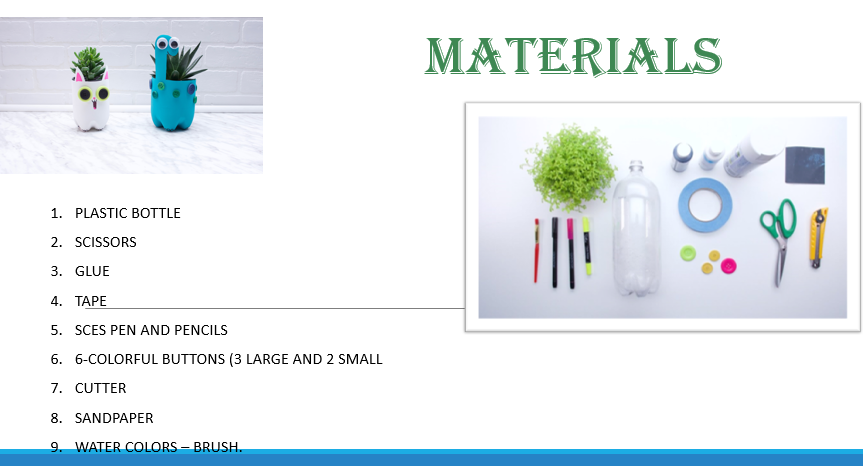 MATERIALS
1. PLASTIC BOTTLE
2. SCISSORS
3. GLUE
4. TAPE
5. SCES PEN AND PENCILS
6. 6-COLORFUL BUTTONS (3 LARGE AND 2 SMALL
7. CUTTER
8. SANDPAPER
9. WATER COLORS – BRUSH.